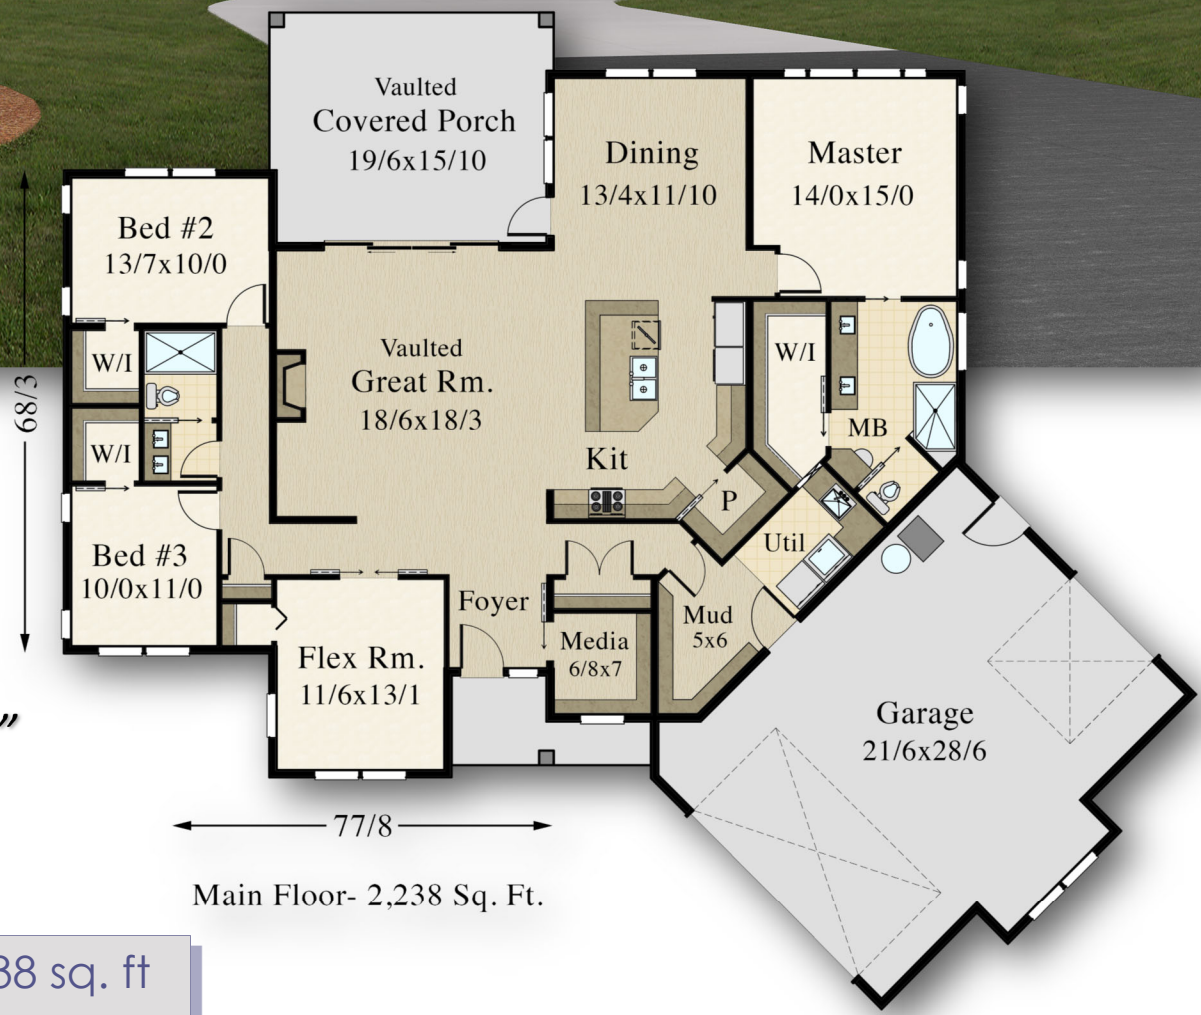 Vaulted
Covered Porch
19/6x15/10
Dining
13/4x11/10
Master
14/0x15/0
Bed #2
13/7x10/0
W/I
W/I
Vaulted
Great Rm.
18/6x18/3
W/I
MB
Kit
P
Util
68/3
Bed #3
10/0x11/0
Foyer
Mud
5x6
Media
6/8x7
Flex Rm.
11/6x13/1
Garage
21/6x28/6
”
77/8
Main Floor- 2,238 Sq. Ft.
38 sq. ft